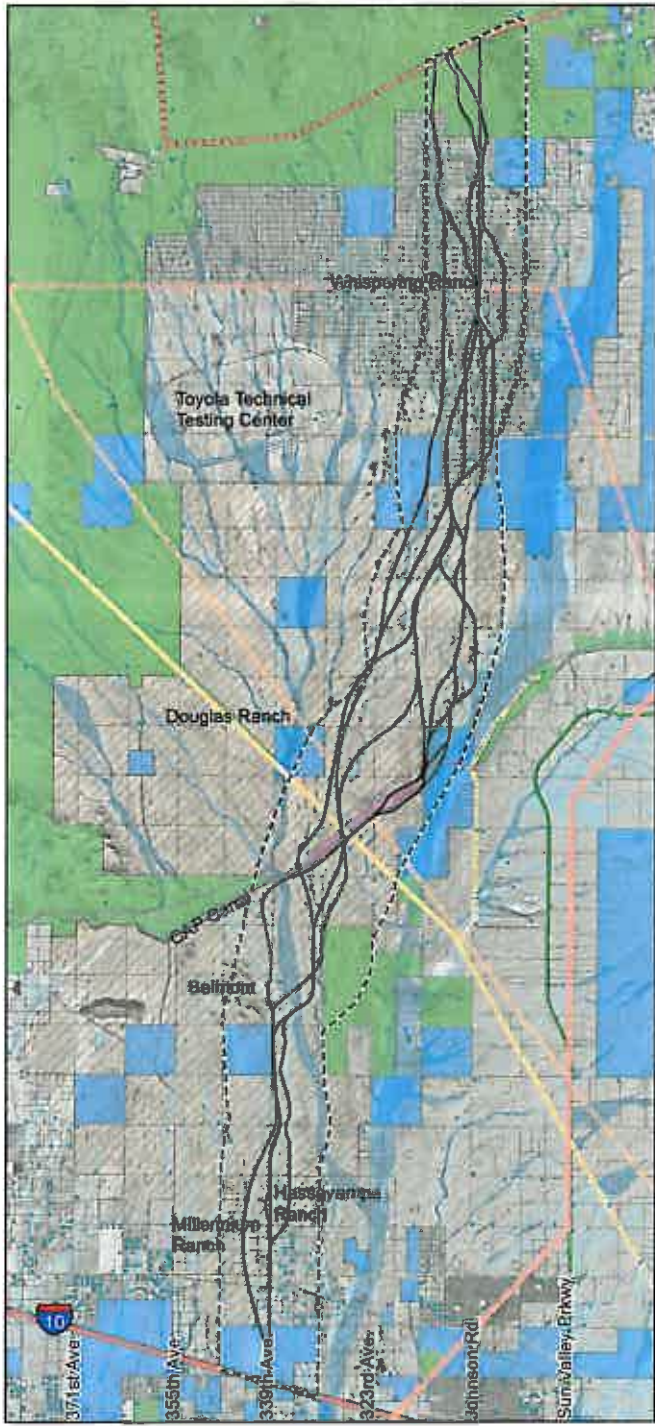 Whispering Ranch
Toyota Technical
Testing Center
Douglas Ranch
CAP Canal
Belmont
Hassayampa
Ranch
Millennium
Ranch
10
371st Ave.
355th Ave.
339th Ave.
323rd Ave.
Johnson Rd.
Sun Valley Prkwy